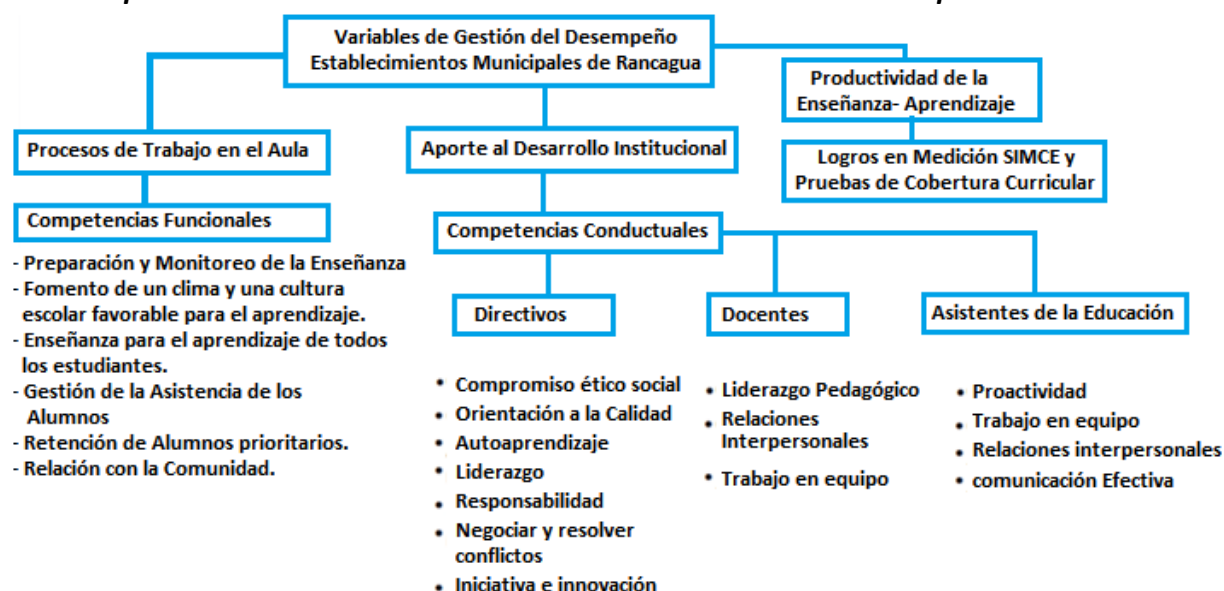 Variables de Gestión del Desempeño
Establecimientos Municipales de Rancagua
Productividad de la
Enseñanza- Aprendizaje
Logros en Medición SIMCE y
Pruebas de Cobertura Curricular
Procesos de Trabajo en el Aula
Aporte al Desarrollo Institucional
Competencias Funcionales
- Preparación y Monitoreo de la Enseñanza
- Fomento de un clima y una cultura
escolar favorable para el aprendizaje.
- Enseñanza para el aprendizaje de todos
los estudiantes.
- Gestión de la Asistencia de los
Alumnos
- Retención de Alumnos prioritarios.
- Relación con la Comunidad.
Competencias Conductuales
Directivos
• Compromiso ético social
• Orientación a la Calidad
• Autoaprendizaje
• Liderazgo
• Responsabilidad
• Negociar y resolver
conflictos
• Iniciativa e innovación
Docentes
• Liderazgo Pedagógico
• Relaciones
Interpersonales
• Trabajo en equipo
Asistentes de la Educación
• Proactividad
• Trabajo en equipo
• Relaciones interpersonales
• comunicación Efectiva